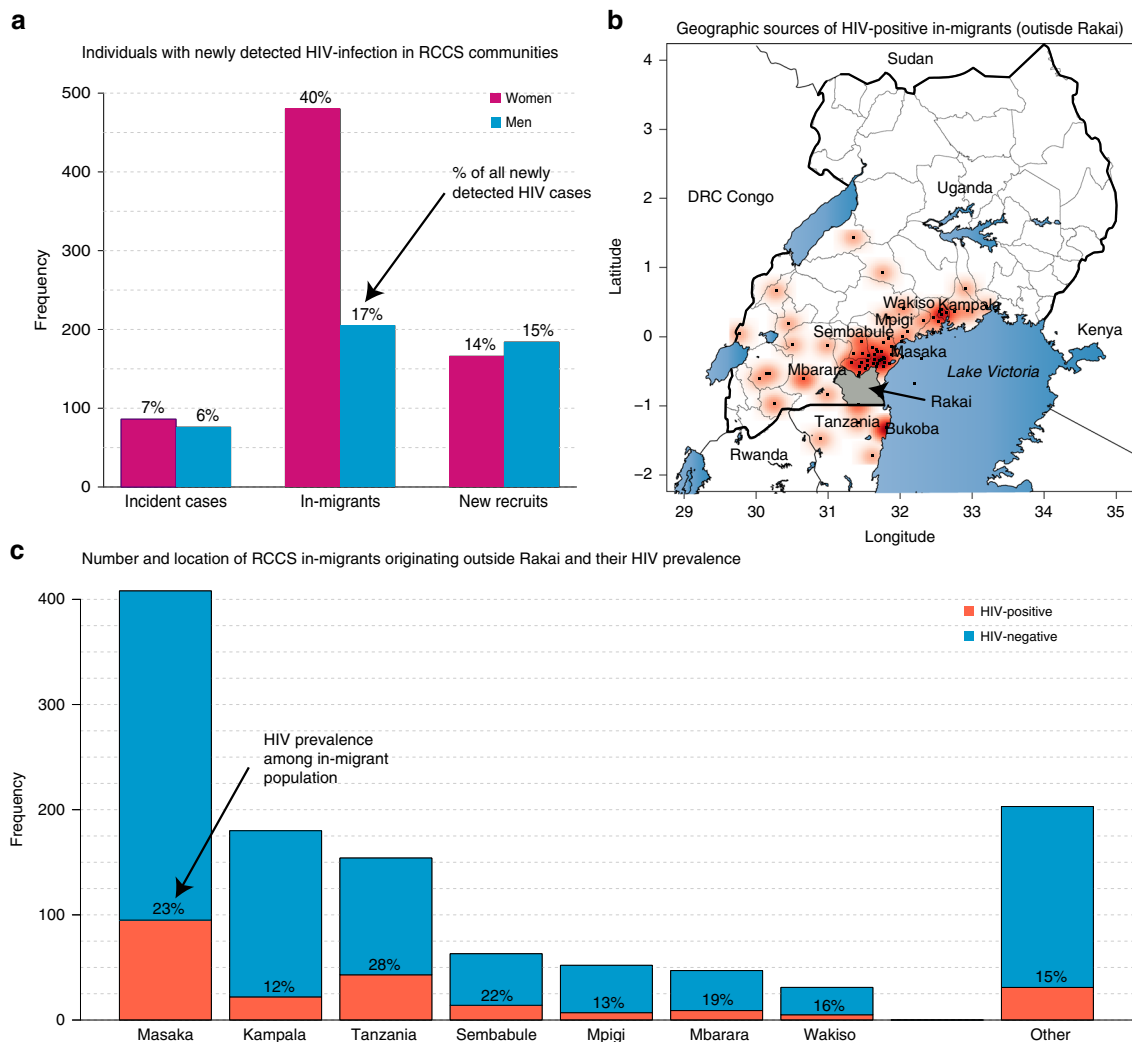 a
Individuals with newly detected HIV-infection in RCCS communities
500
400
300
200
100
0
Frequency
40%
Women
Men
% of all newly
detected HIV cases
17%
14%
15%
7%
6%
Incident cases
In-migrants
New recruits
b
Geographic sources of HIV-positive in-migrants (outisde Rakai)
4
3
2
1
0
−1
−2
Latitude
Sudan
DRC Congo
Uganda
Wakiso
Kampala
Mpigi
Sembabule
Masaka
Kenya
Mbarara
Lake Victoria
Rakai
Tanzania
Bukoba
Rwanda
29 30 31 32 33 34 35
Longitude
c
Number and location of RCCS in-migrants originating outside Rakai and their HIV prevalence
400
300
200
100
0
Frequency
HIV-positive
HIV-negative
HIV prevalence
among in-migrant
population
23%
12%
28%
22%
13%
19%
16%
15%
Masaka
Kampala
Tanzania
Sembabule
Mpigi
Mbarara
Wakiso
Other